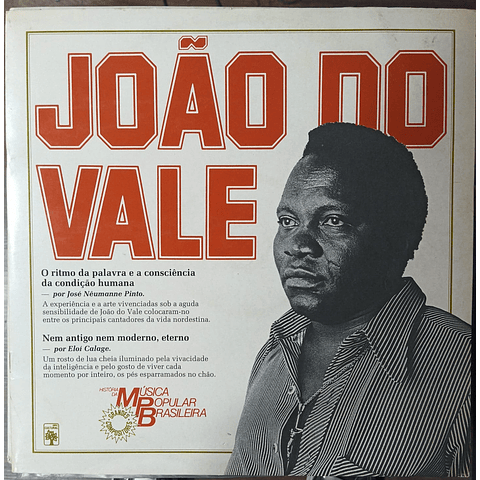 JOÃO DO
VALE
O ritmo da palavra e a consciência
da condição humana
— por José Nêumanne Pinto.
A experiência e a arte vivenciadas sob a aguda
sensibilidade de João do Vale colocaram-no
entre os principais cantadores da vida nordestina.
Nem antigo nem moderno, eterno
— por Eloi Calage.
Um rosto de lua cheia iluminado pela vivacidade
da inteligência e pelo gosto de viver cada
momento por inteiro, os pés esparramados no chão.
HISTÓRIA DA
MÚSICA
POPULAR
BRASILEIRA
GRANDES
COMPOSITORES